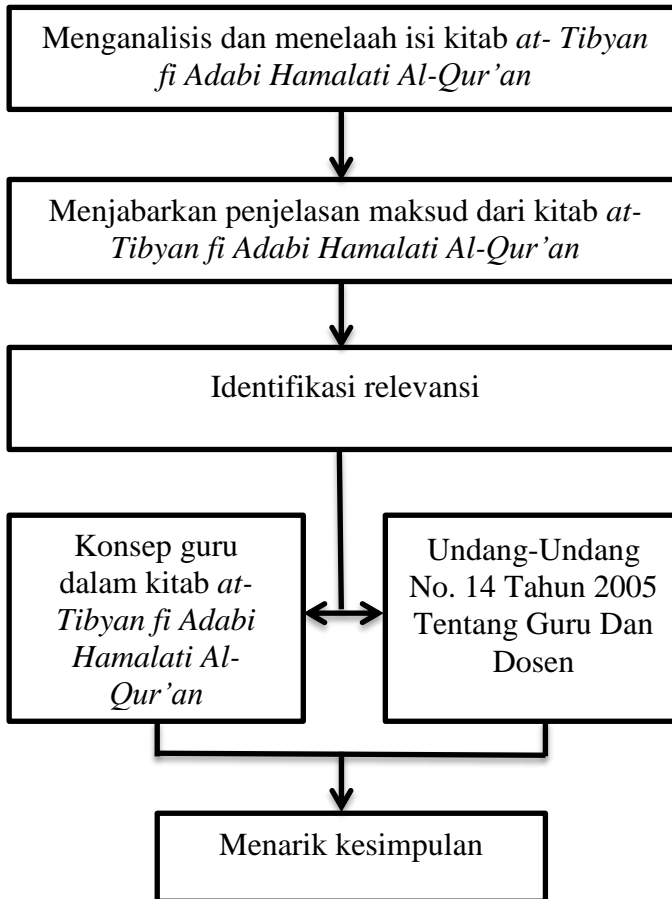 Menganalisis dan menelaah isi kitab at- Tibyan
fi Adabi Hamalati Al-Qur’an
Menjabarkan penjelasan maksud dari kitab at-
Tibyan fi Adabi Hamalati Al-Qur’an
Identifikasi relevansi
Konsep guru
dalam kitab at-
Tibyan fi Adabi
Hamalati Al-
Qur’an
Undang-Undang
No. 14 Tahun 2005
Tentang Guru Dan
Dosen
Menarik kesimpulan